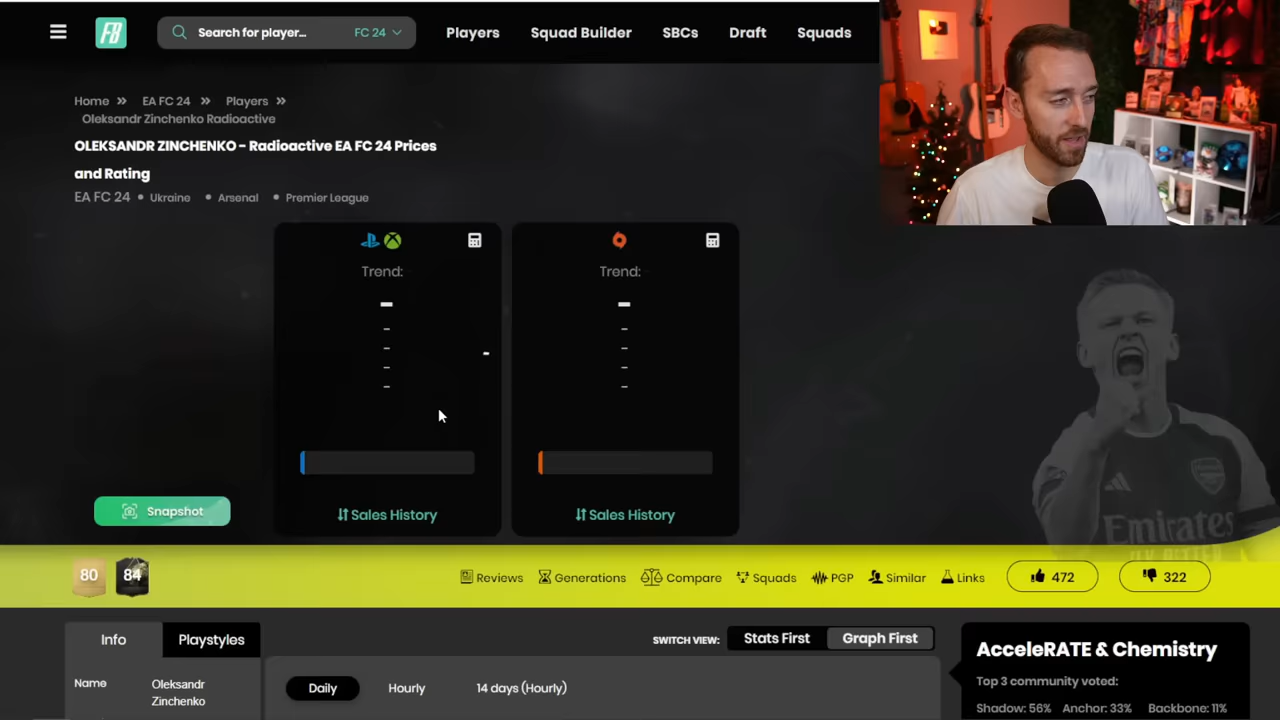 FB
Search for player...
FC 24
Players
Squad Builder
SBCs
Draft
Squads
Home » EA FC 24 » Players »
Oleksandr Zinchenko Radioactive
OLEKSANDR ZINCHENKO - Radioactive EA FC 24 Prices
and Rating
EA FC 24 • Ukraine • Arsenal • Premier League
Trend: -
-
-
-
-
-
-
Trend: -
-
-
-
-
-
Sales History
Sales History
Snapshot
Emirates
80
84
Reviews
Generations
Compare
Squads
PGP
Similar
Links
472
322
Info
Playstyles
SWITCH VIEW:
Stats First
Graph First
AcceleRATE & Chemistry
Top 3 community voted:
Shadow: 56% Anchor: 33% Backbone: 11%
Name
Oleksandr
Zinchenko
Daily
Hourly
14 days (Hourly)